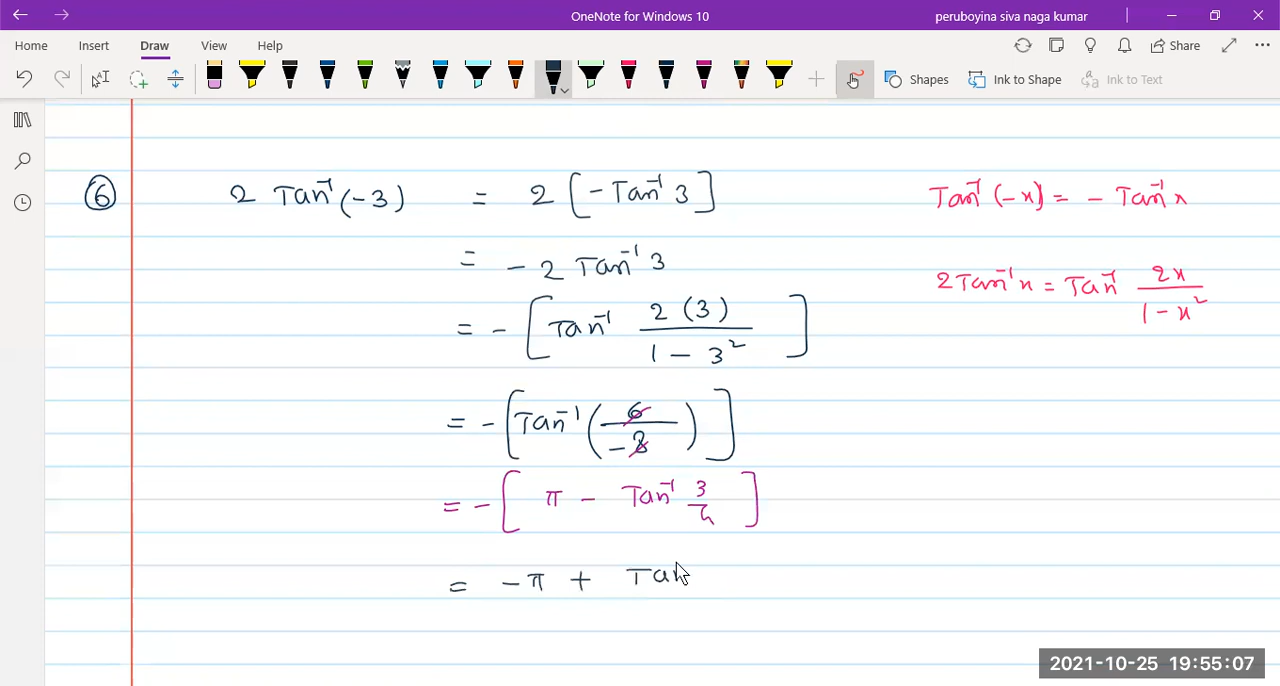 OneNote for Windows 10
peruboyina siva naga kumar
Home Insert Draw View Help
Share
Shapes
Ink to Shape
Ink to Text
⑥ 2 Tan⁻¹(-3) = 2 [-Tan⁻¹ 3]
Tan⁻¹(-x) = - Tan⁻¹ x
= - 2 Tan⁻¹ 3
2Tan⁻¹ x = Tan⁻¹ 2x / 1 - x²
= - [Tan⁻¹ 2 (3) / 1 - 3²]
= - [Tan⁻¹ (6 / -8)]
= - [π - Tan⁻¹ 3/4]
= -π + Tan
2021-10-25 19:55:07